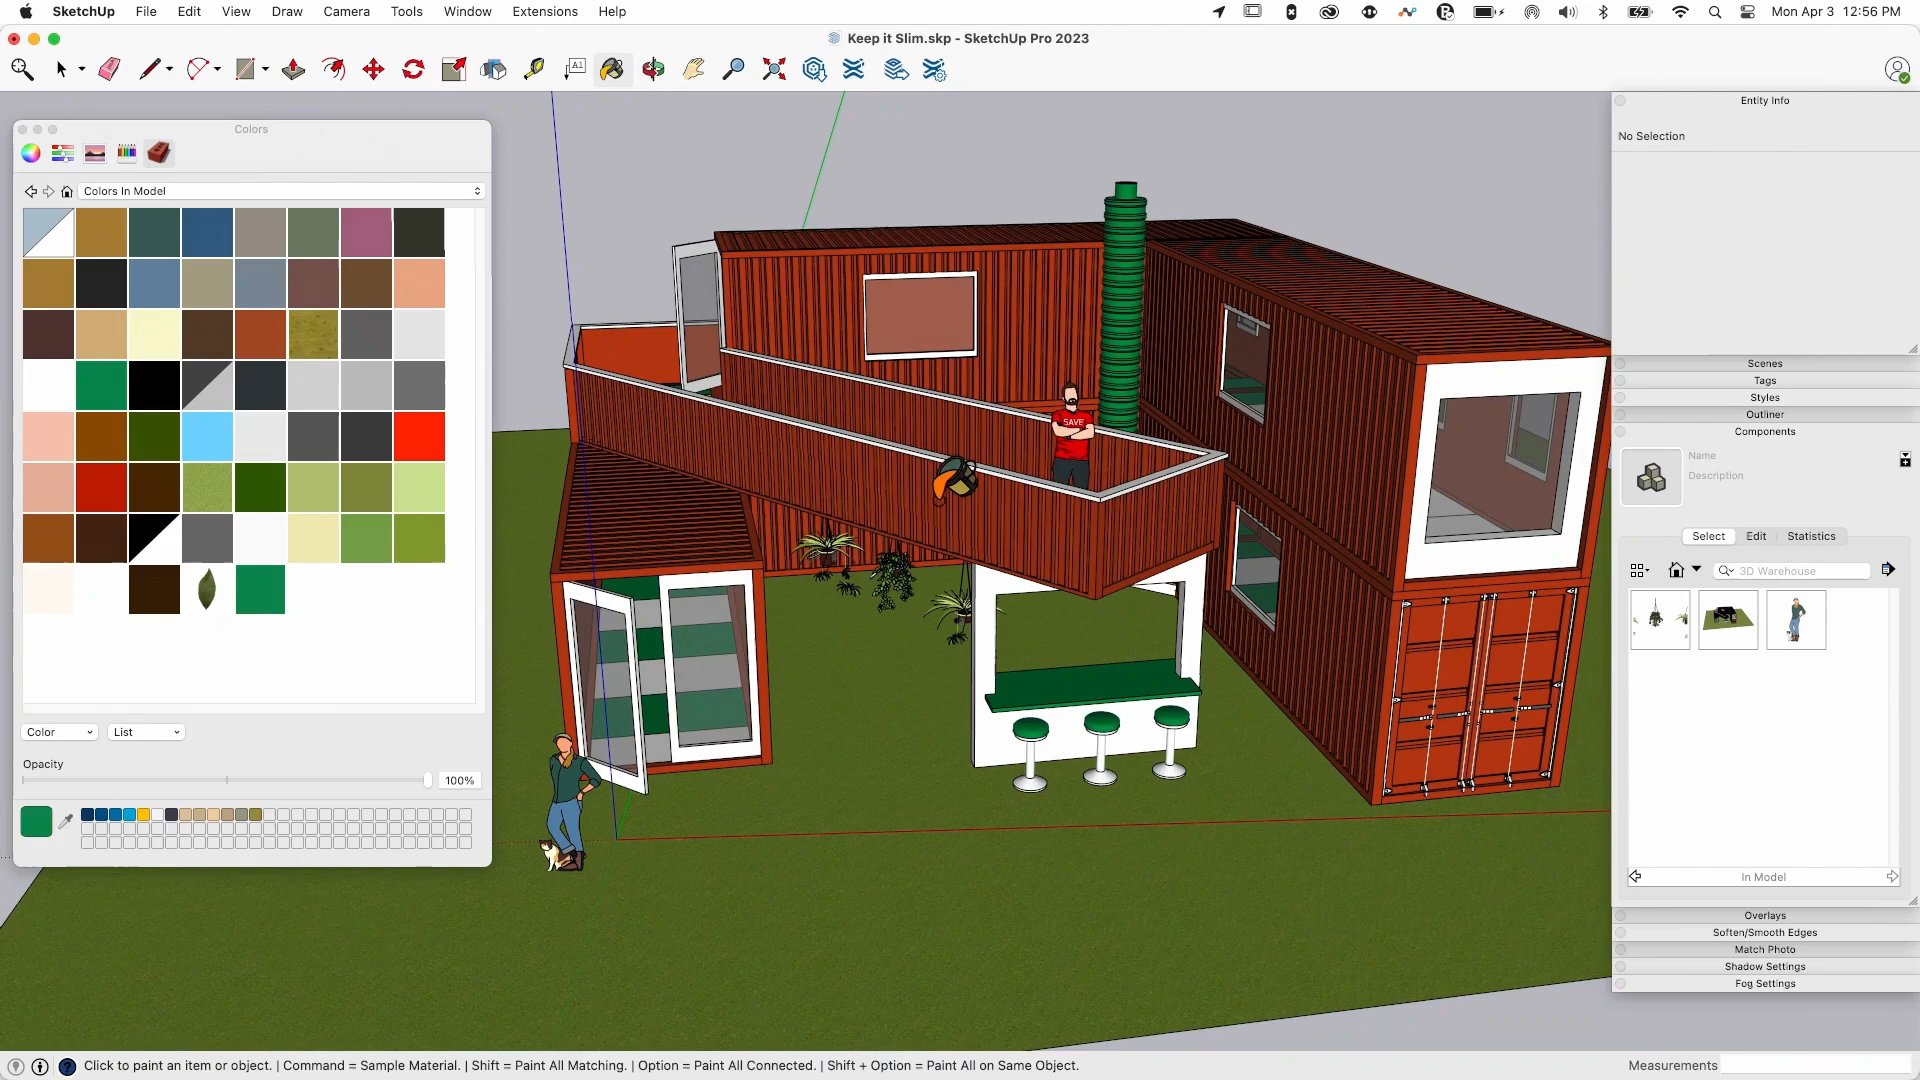 SketchUp File Edit View Draw Camera Tools Window Extensions Help Mon Apr 3 12:56 PM
Keep it Slim.skp - SketchUp Pro 2023
A1
Colors
Colors In Model
Color List
Opacity
100%
SAVE
Entity Info
No Selection
Scenes
Tags
Styles
Outliner
Components
Name
Description
Select Edit Statistics
3D Warehouse
In Model
Overlays
Soften/Smooth Edges
Match Photo
Shadow Settings
Fog Settings
Click to paint an item or object. | Command = Sample Material. | Shift = Paint All Matching. | Option = Paint All Connected. | Shift + Option = Paint All on Same Object.
Measurements